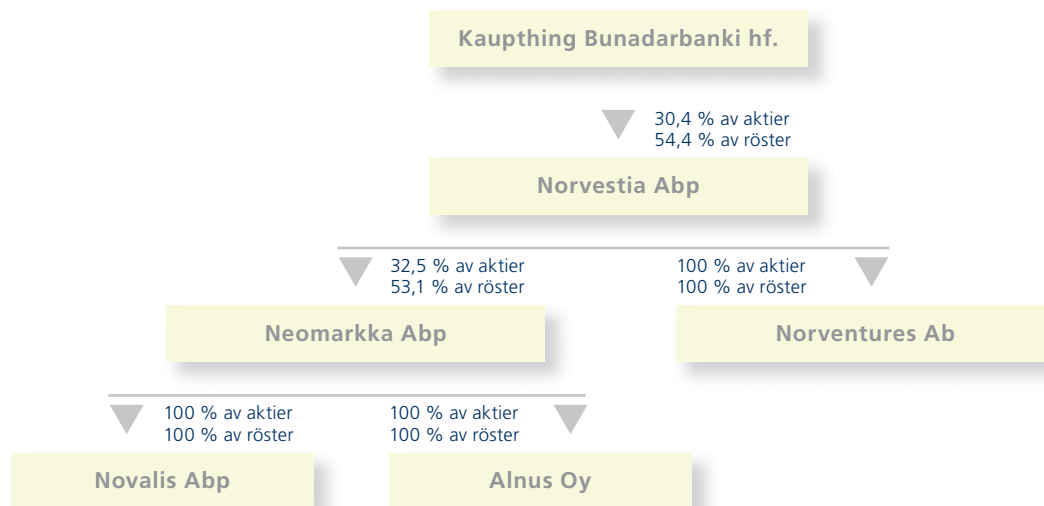 Kaupthing Bunadarbanki hf.
30,4 % av aktier
54,4 % av röster
Norvestia Abp
32,5 % av aktier
53,1 % av röster
100 % av aktier
100 % av röster
Neomarkka Abp
Norventures Ab
100 % av aktier
100 % av röster
100 % av aktier
100 % av röster
Novalis Abp
Alnus Oy